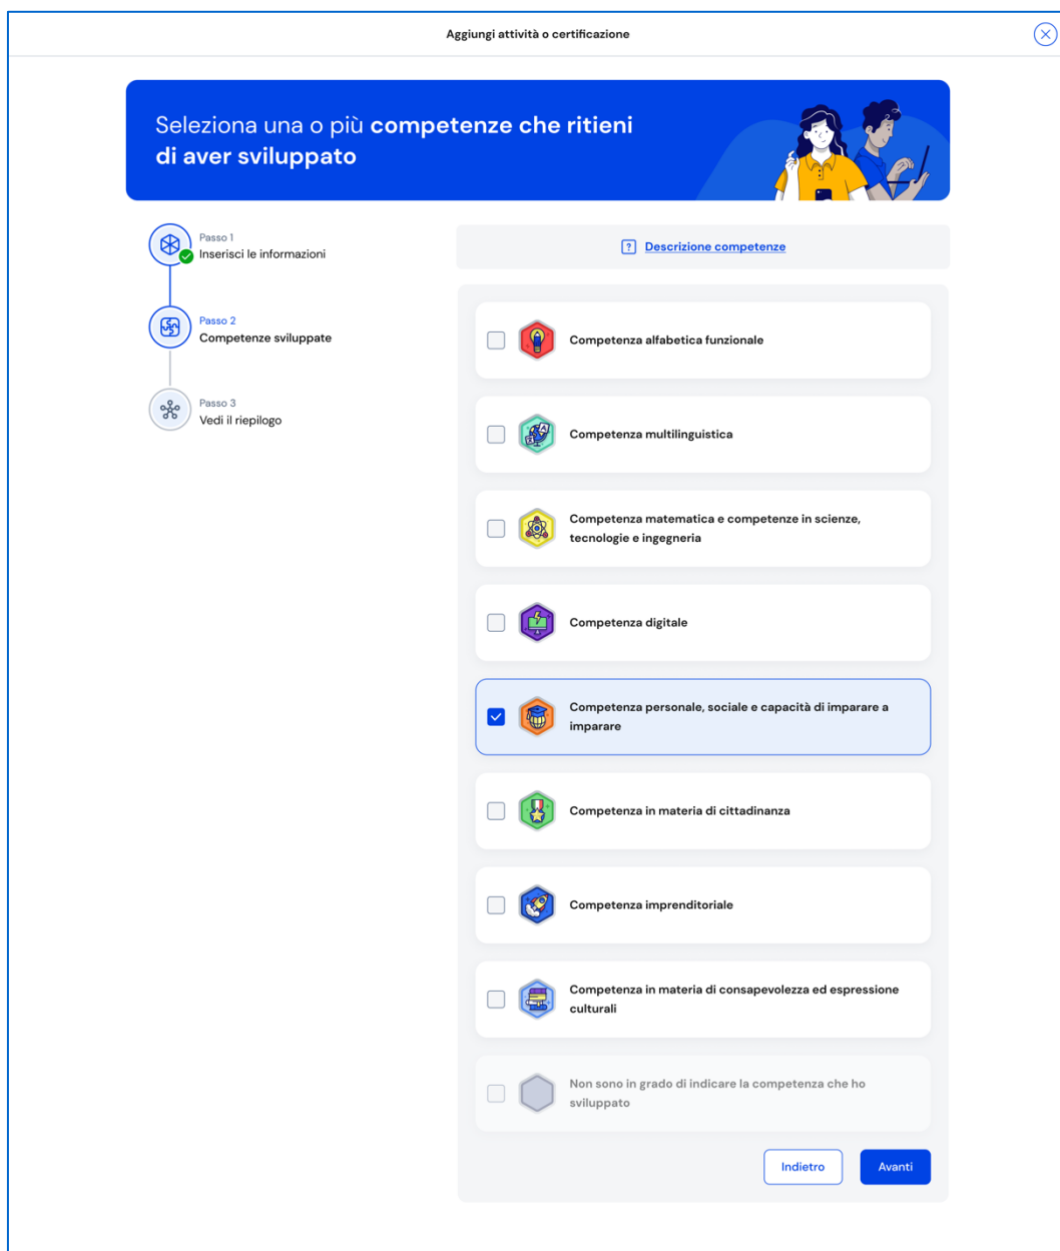 Aggiungi attività o certificazione
Seleziona una o più competenze che ritieni
di aver sviluppato
Passo 1
Inserisci le informazioni
Passo 2
Competenze sviluppate
Passo 3
Vedi il riepilogo
Descrizione competenze
Competenza alfabetica funzionale
Competenza multilinguistica
Competenza matematica e competenze in scienze,
tecnologie e ingegneria
Competenza digitale
Competenza personale, sociale e capacità di imparare a
imparare
Competenza in materia di cittadinanza
Competenza imprenditoriale
Competenza in materia di consapevolezza ed espressione
culturali
Non sono in grado di indicare la competenza che ho
sviluppato
Indietro
Avanti